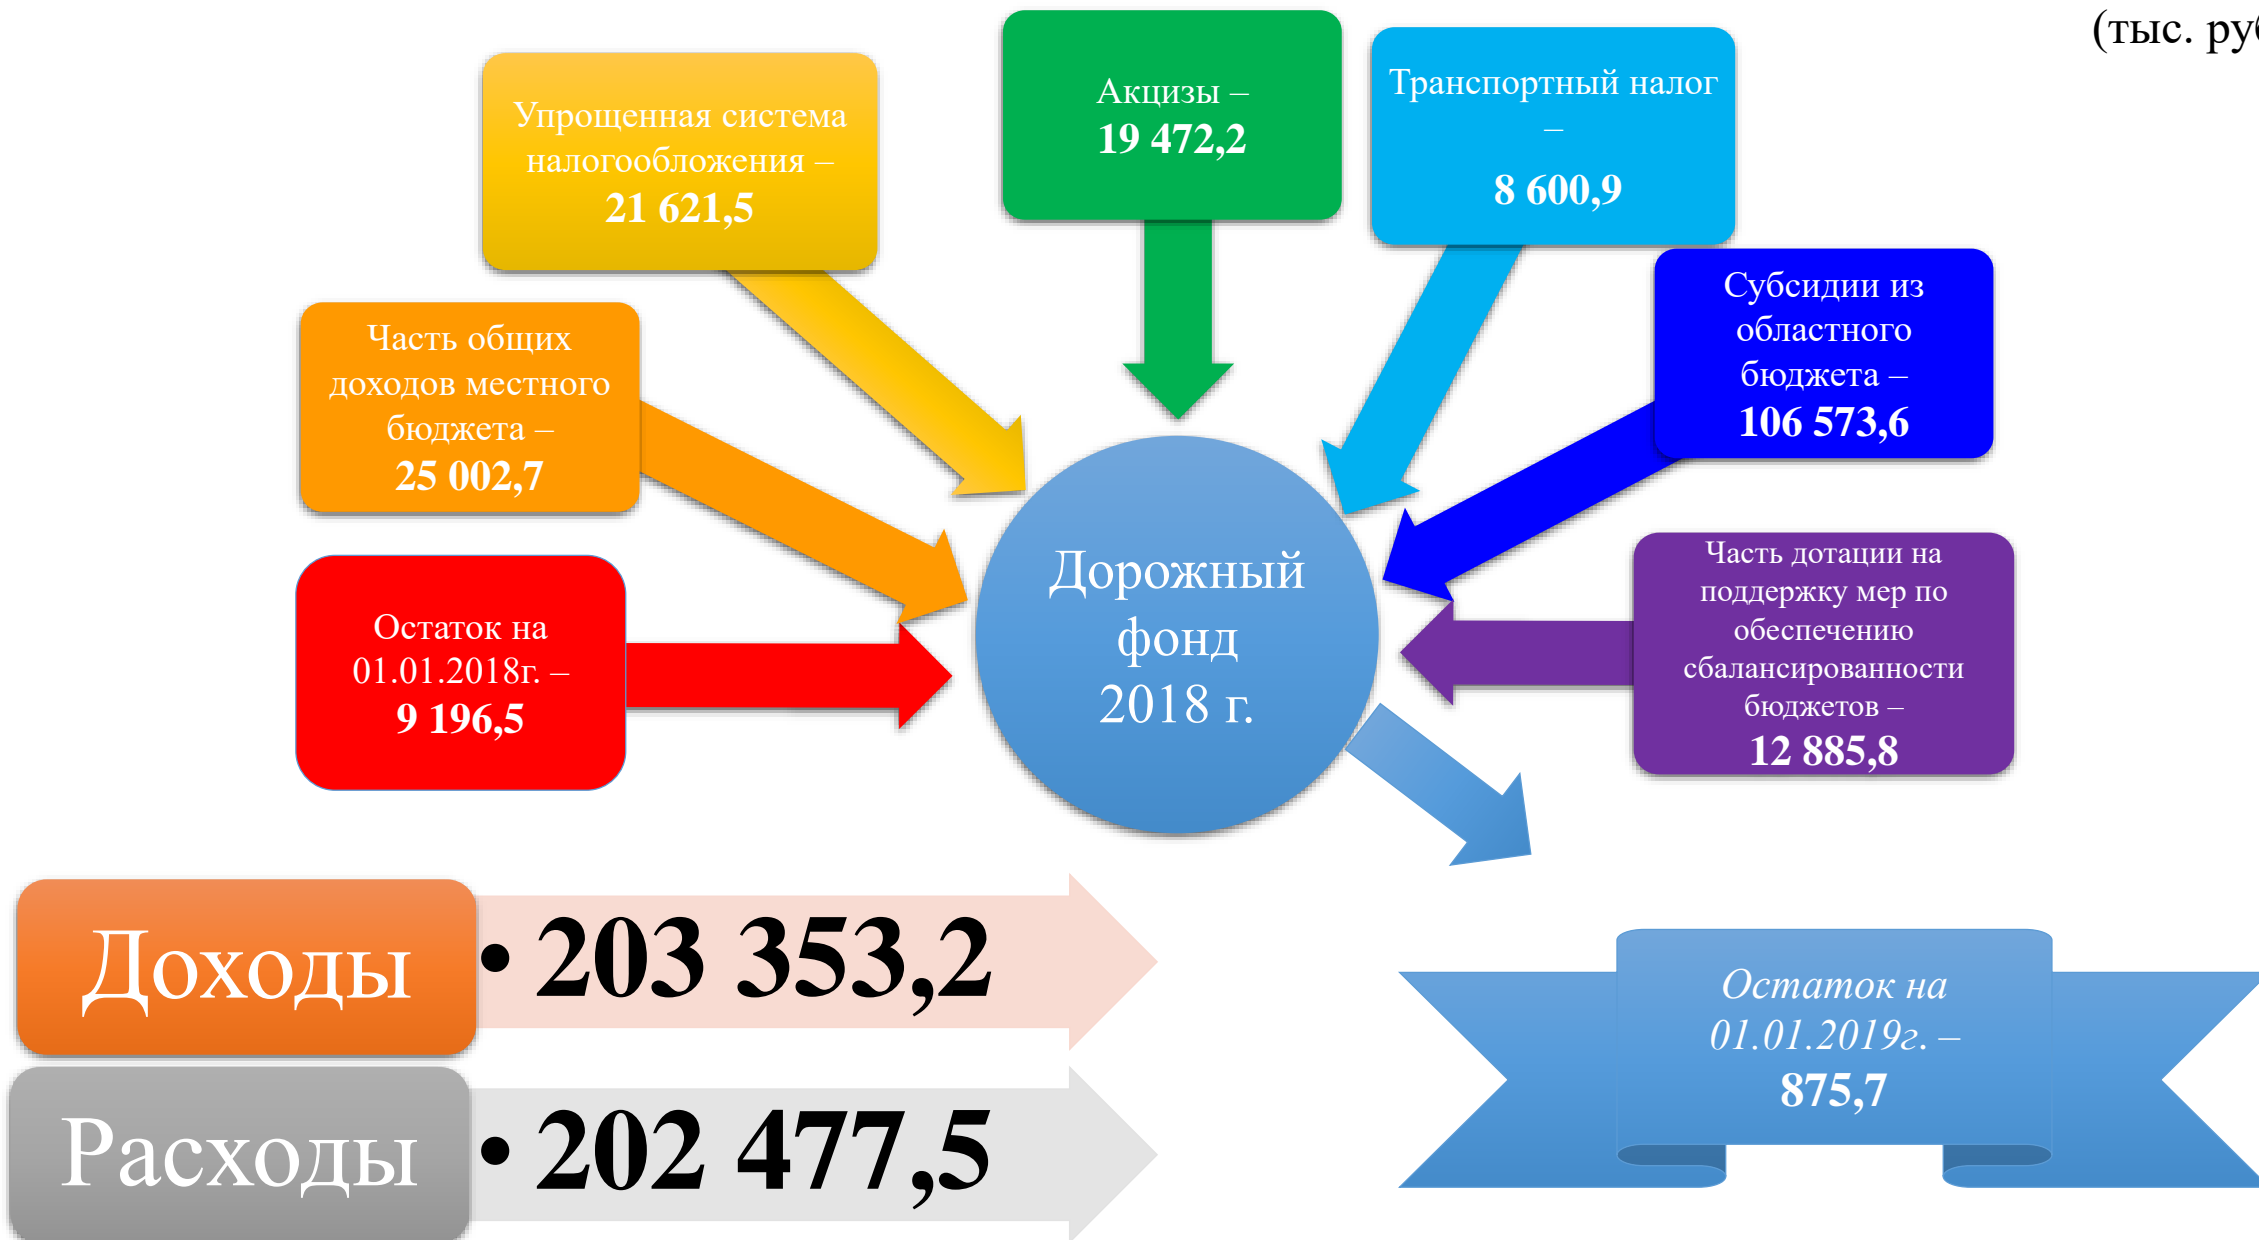 (тыс. руб
Упрощенная система
налогообложения –
21 621,5
Акцизы –
19 472,2
Транспортный налог
–
8 600,9
Часть общих
доходов местного
бюджета –
25 002,7
Субсидии из
областного
бюджета –
106 573,6
Остаток на
01.01.2018г. –
9 196,5
Дорожный
фонд
2018 г.
Часть дотации на
поддержку мер по
обеспечению
сбалансированности
бюджетов –
12 885,8
Доходы
• 203 353,2
Расходы
• 202 477,5
Остаток на
01.01.2019г. –
875,7